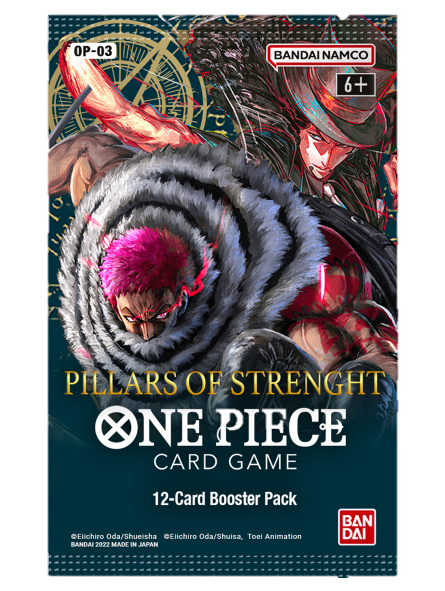 OP-03
BANDAI NAMCO
6+
PILLARS OF STRENGHT
ONE PIECE
CARD GAME
12-Card Booster Pack
©Eiichiro Oda/Shueisha ©Eiichiro Oda/Shuisa, Toei Animation
BANDAI 2022 MADE IN JAPAN
BAN
DAI